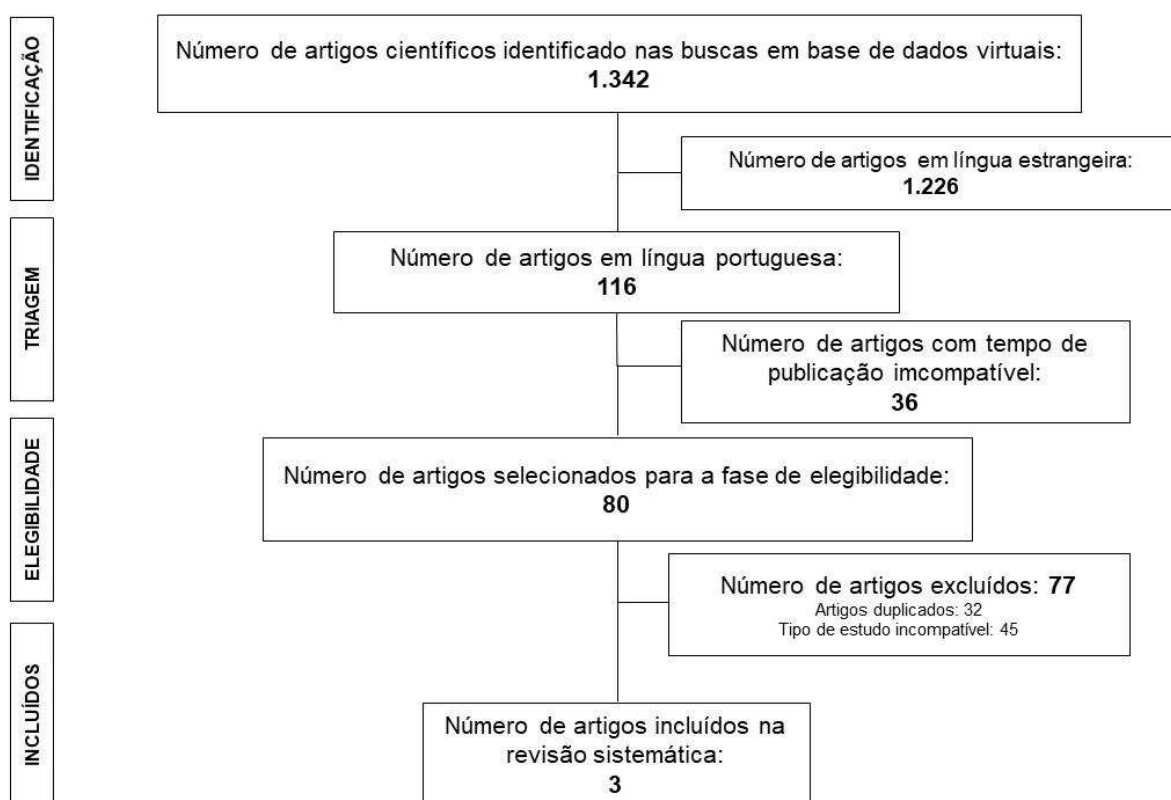 IDENTIFICAÇÃO
Número de artigos científicos identificado nas buscas em base de dados virtuais:
1.342
Número de artigos em língua estrangeira:
1.226
TRIAGEM
Número de artigos em língua portuguesa:
116
Número de artigos com tempo de
publicação imcompatível:
36
ELEGIBILIDADE
Número de artigos selecionados para a fase de elegibilidade:
80
Número de artigos excluídos: 77
Artigos duplicados: 32
Tipo de estudo incompatível: 45
INCLUÍDOS
Número de artigos incluídos na
revisão sistemática:
3